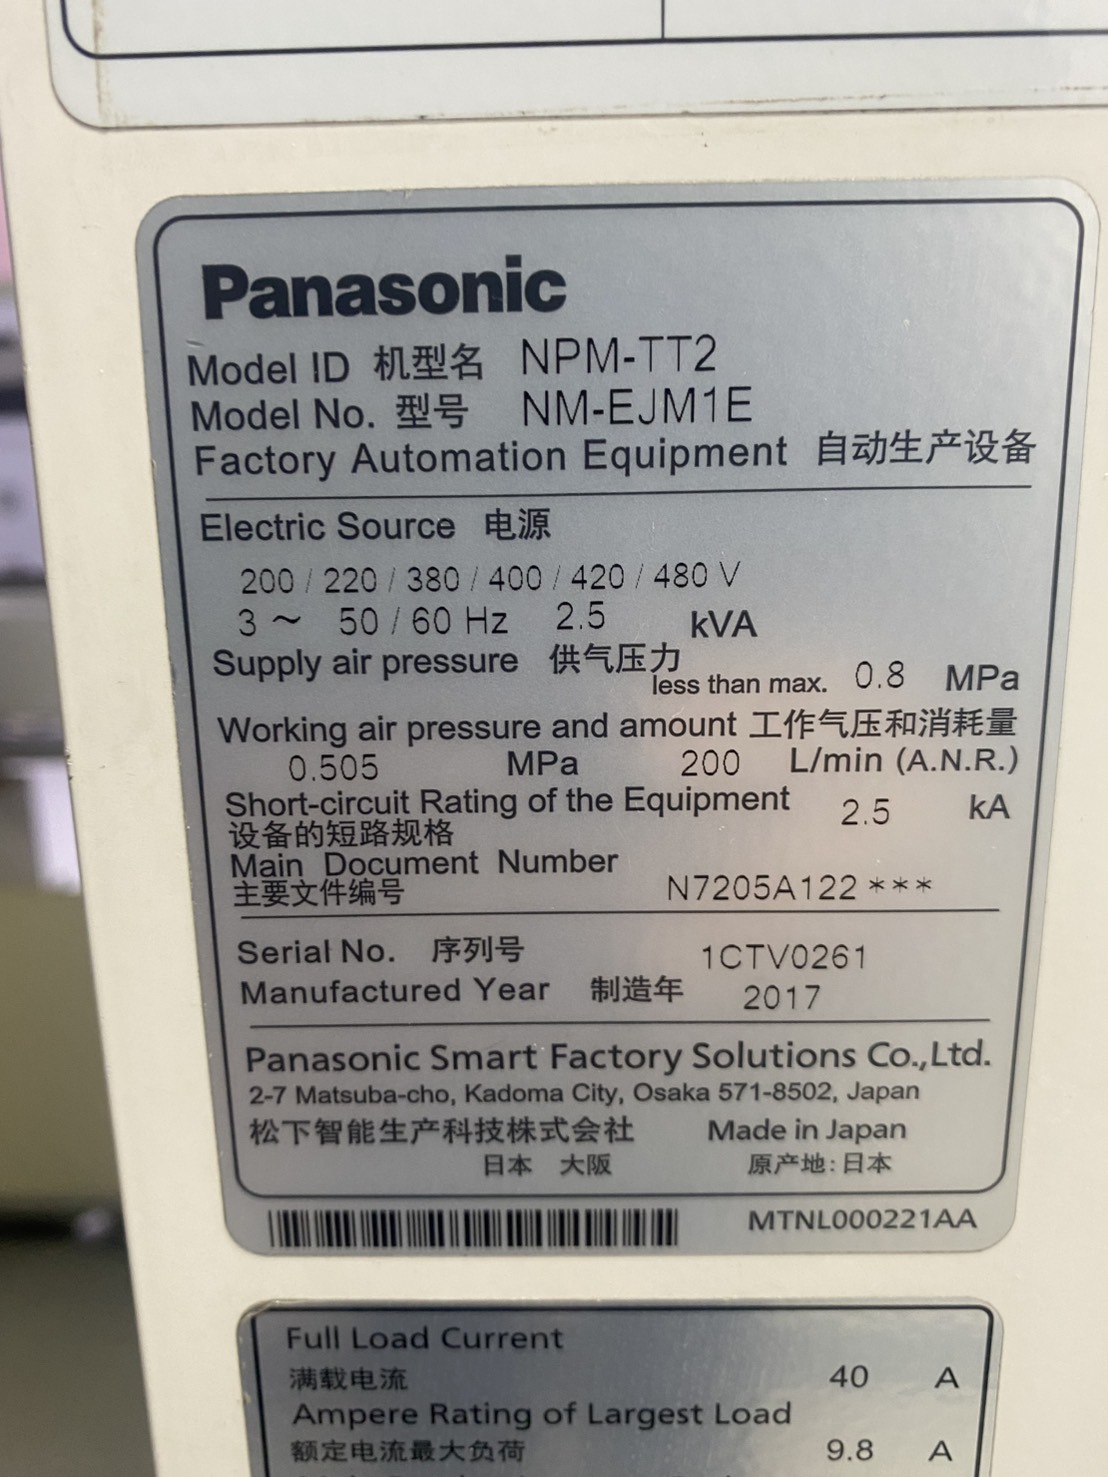 Panasonic
Model ID 机型名 NPM-TT2
Model No. 型号 NM-EJM1E
Factory Automation Equipment 自动生产设备
Electric Source 电源
200 / 220 / 380 / 400 / 420 / 480 V
3 ~ 50 / 60 Hz 2.5 kVA
Supply air pressure 供气压力 less than max. 0.8 MPa
Working air pressure and amount 工作气压和消耗量
0.505 MPa 200 L/min (A.N.R.)
Short-circuit Rating of the Equipment 2.5 kA
设备的短路规格
Main Document Number
主要文件编号 N7205A122 ***
Serial No. 序列号 1CTV0261
Manufactured Year 制造年 2017
Panasonic Smart Factory Solutions Co.,Ltd.
2-7 Matsuba-cho, Kadoma City, Osaka 571-8502, Japan
松下智能生产科技株式会社 Made in Japan
日本 大阪 原产地:日本
MTNL000221AA
Full Load Current
满载电流 40 A
Ampere Rating of Largest Load
额定电流最大负荷 9.8 A